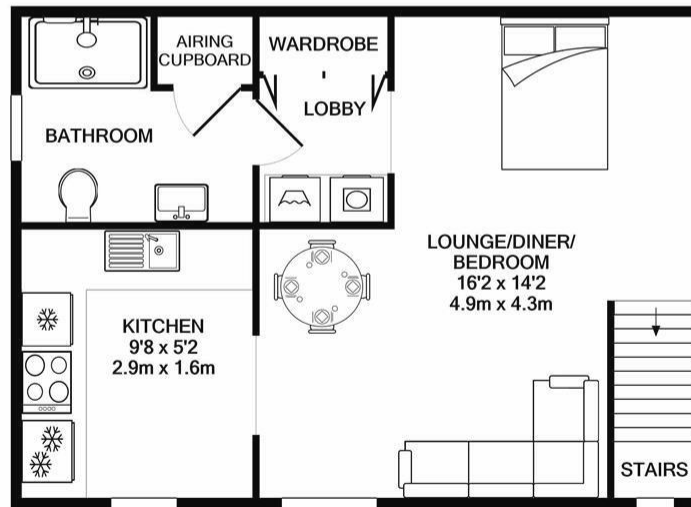 AIRING
CUPBOARD
WARDROBE
LOBBY
BATHROOM
LOUNGE/DINER/
BEDROOM
16'2 x 14'2
4.9m x 4.3m
KITCHEN
9'8 x 5'2
2.9m x 1.6m
STAIRS